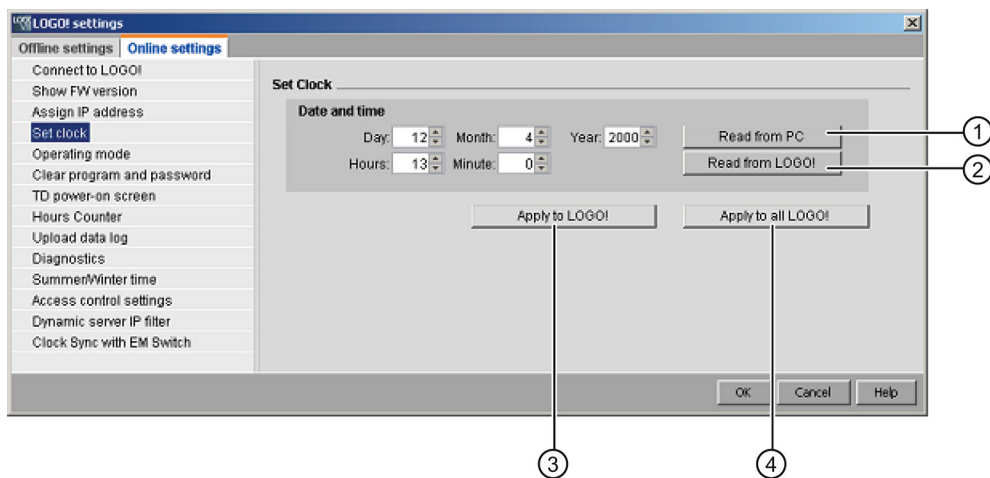 LOGO! settings
Offline settings Online settings
Connect to LOGO!
Show FW version
Assign IP address
Set clock
Operating mode
Clear program and password
TD power-on screen
Hours Counter
Upload data log
Diagnostics
Summer/Winter time
Access control settings
Dynamic server IP filter
Clock Sync with EM Switch
Set Clock
Date and time
Day: 12 Month: 4 Year: 2000 Read from PC
Hours: 13 Minute: 0 Read from LOGO!
Apply to LOGO! Apply to all LOGO!
OK Cancel Help
1
2
3 4